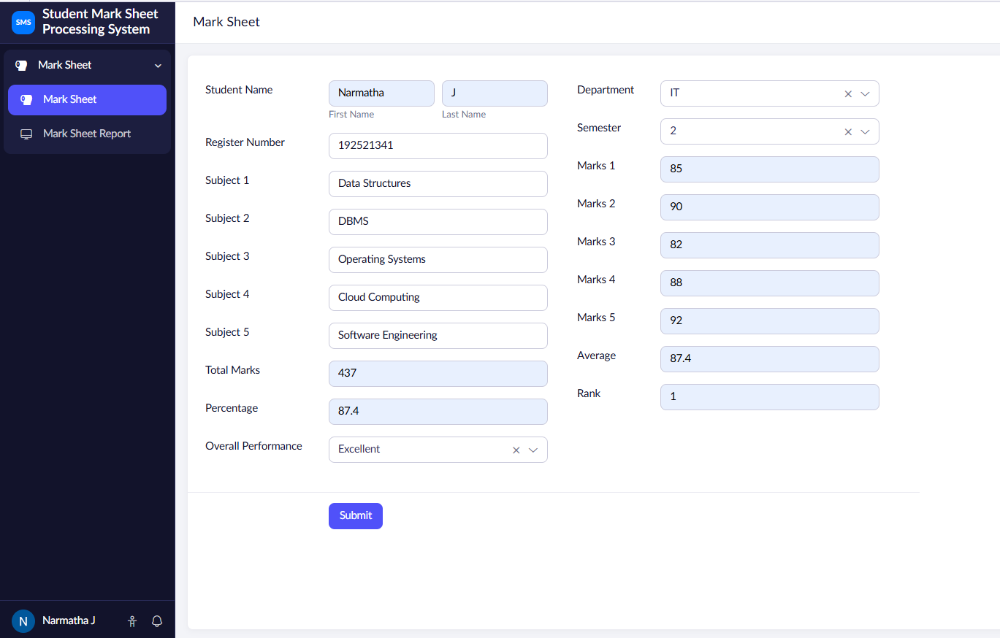 SMS
Student Mark Sheet
Processing System
Mark Sheet
Mark Sheet
Mark Sheet Report
Narmatha J
N
Mark Sheet
Student Name
Narmatha
J
First Name
Last Name
Register Number
192521341
Subject 1
Data Structures
Subject 2
DBMS
Subject 3
Operating Systems
Subject 4
Cloud Computing
Subject 5
Software Engineering
Total Marks
437
Percentage
87.4
Overall Performance
Excellent
Department
IT
Semester
2
Marks 1
85
Marks 2
90
Marks 3
82
Marks 4
88
Marks 5
92
Average
87.4
Rank
1
Submit